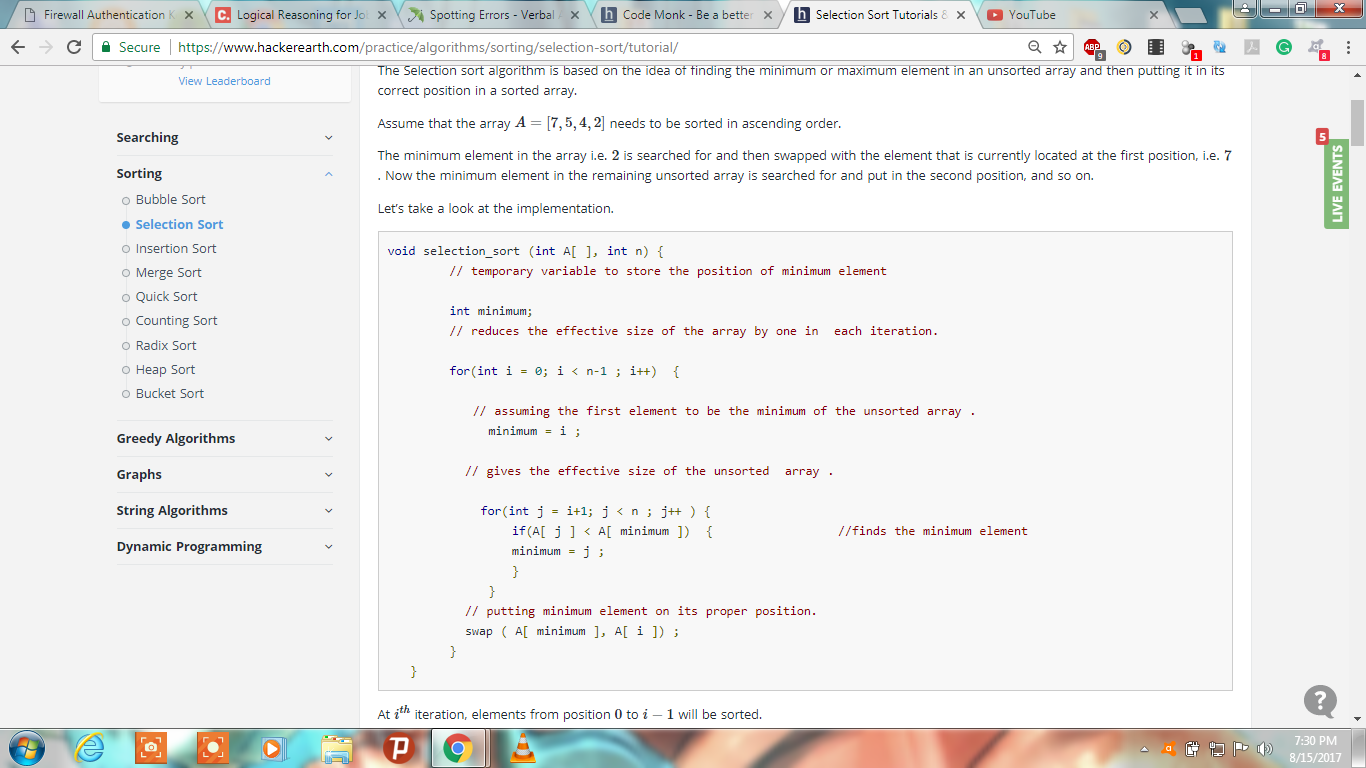 Firewall Authentication K
Logical Reasoning for Jo
Spotting Errors - Verbal A
Code Monk - Be a better
Selection Sort Tutorials &
YouTube
Secure
https://www.hackerearth.com/practice/algorithms/sorting/selection-sort/tutorial/
ABP
9
1
8
View Leaderboard
Searching
Sorting
Bubble Sort
Selection Sort
Insertion Sort
Merge Sort
Quick Sort
Counting Sort
Radix Sort
Heap Sort
Bucket Sort
Greedy Algorithms
Graphs
String Algorithms
Dynamic Programming
The Selection sort algorithm is based on the idea of finding the minimum or maximum element in an unsorted array and then putting it in its
correct position in a sorted array.
Assume that the array A = [7, 5, 4, 2] needs to be sorted in ascending order.
The minimum element in the array i.e. 2 is searched for and then swapped with the element that is currently located at the first position, i.e. 7
. Now the minimum element in the remaining unsorted array is searched for and put in the second position, and so on.
Let's take a look at the implementation.
void selection_sort (int A[ ], int n) {
// temporary variable to store the position of minimum element
int minimum;
// reduces the effective size of the array by one in  each iteration.
for(int i = 0; i < n-1 ; i++)  {
// assuming the first element to be the minimum of the unsorted array .
minimum = i ;
// gives the effective size of the unsorted  array .
for(int j = i+1; j < n ; j++ ) {
if(A[ j ] < A[ minimum ])  {                //finds the minimum element
minimum = j ;
}
}
// putting minimum element on its proper position.
swap ( A[ minimum ], A[ i ]) ;
}
}
At i^th iteration, elements from position 0 to i − 1 will be sorted.
5
LIVE EVENTS
?
7:30 PM
8/15/2017